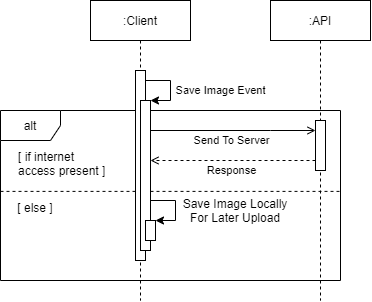 :Client
:API
Save Image Event
alt
Send To Server
[ if internet
access present ]
Response
[ else ]
Save Image Locally
For Later Upload